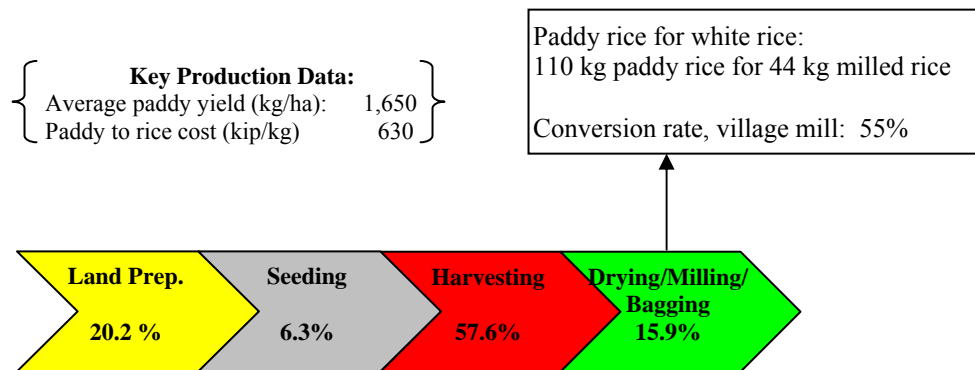 Key Production Data:
Average paddy yield (kg/ha): 1,650
Paddy to rice cost (kip/kg) 630
Paddy rice for white rice:
110 kg paddy rice for 44 kg milled rice
Conversion rate, village mill: 55%
Land Prep.
20.2 %
Seeding
6.3%
Harvesting
57.6%
Drying/Milling/
Bagging
15.9%